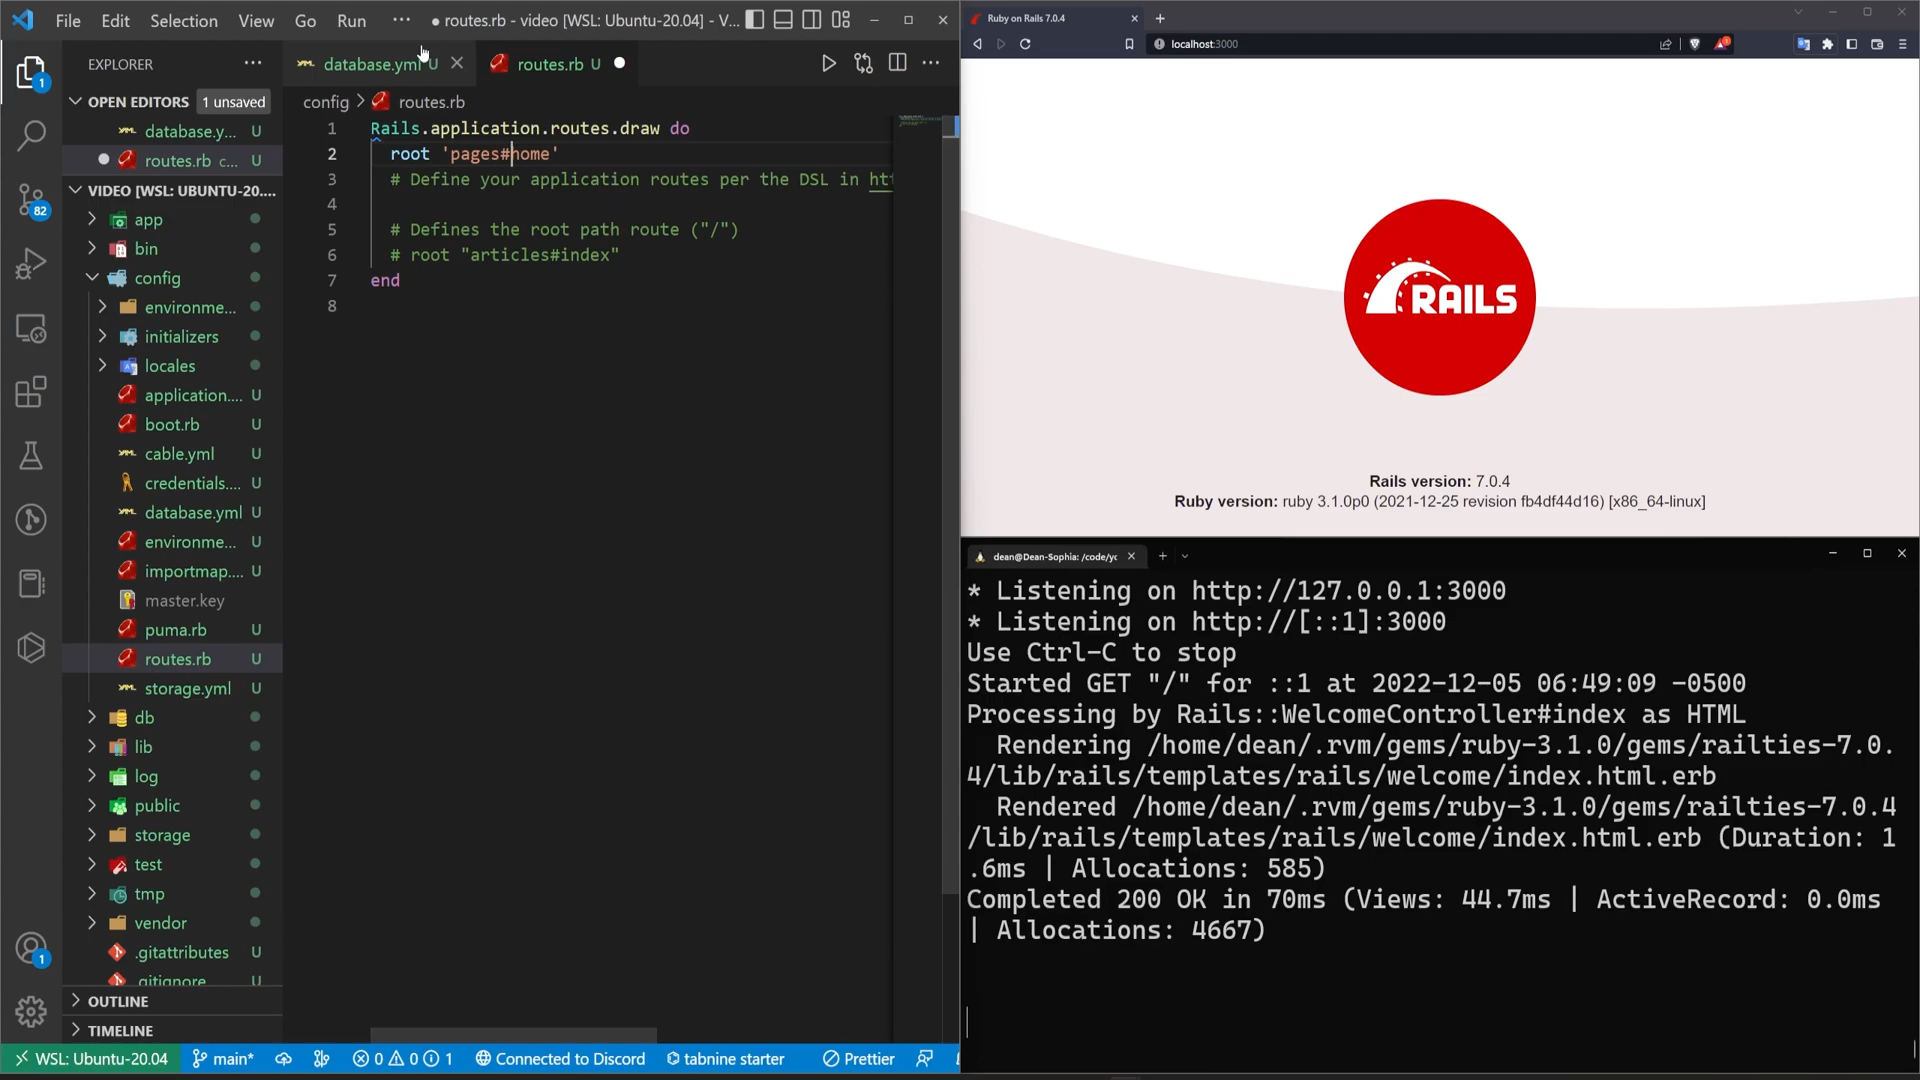 File Edit Selection View Go Run ··· ● routes.rb - video [WSL: Ubuntu-20.04] - V...
EXPLORER ···
OPEN EDITORS 1 unsaved
database.y... U
routes.rb c... U
VIDEO [WSL: UBUNTU-20....
app
bin
config
environme...
initializers
locales
application.... U
boot.rb U
cable.yml U
credentials.... U
database.yml U
environme... U
importmap.... U
master.key
puma.rb U
routes.rb U
storage.yml U
db
lib
log
public
storage
test
tmp
vendor
.gitattributes U
.gitignore
OUTLINE
TIMELINE
1
82
1
database.yml U
routes.rb U
config > routes.rb
1 Rails.application.routes.draw do
2 root 'pages#home'
3 # Define your application routes per the DSL in htt
4
5 # Defines the root path route ("/")
6 # root "articles#index"
7 end
8
WSL: Ubuntu-20.04 main* 0 0 1 Connected to Discord tabnine starter Prettier
Ruby on Rails 7.0.4
localhost:3000
1
RAILS
Rails version: 7.0.4
Ruby version: ruby 3.1.0p0 (2021-12-25 revision fb4df44d16) [x86_64-linux]
dean@Dean-Sophia: /code/yc
* Listening on http://127.0.0.1:3000
* Listening on http://[::1]:3000
Use Ctrl-C to stop
Started GET "/" for ::1 at 2022-12-05 06:49:09 -0500
Processing by Rails::WelcomeController#index as HTML
Rendering /home/dean/.rvm/gems/ruby-3.1.0/gems/railties-7.0.
4/lib/rails/templates/rails/welcome/index.html.erb
Rendered /home/dean/.rvm/gems/ruby-3.1.0/gems/railties-7.0.4
/lib/rails/templates/rails/welcome/index.html.erb (Duration: 1
.6ms | Allocations: 585)
Completed 200 OK in 70ms (Views: 44.7ms | ActiveRecord: 0.0ms
| Allocations: 4667)